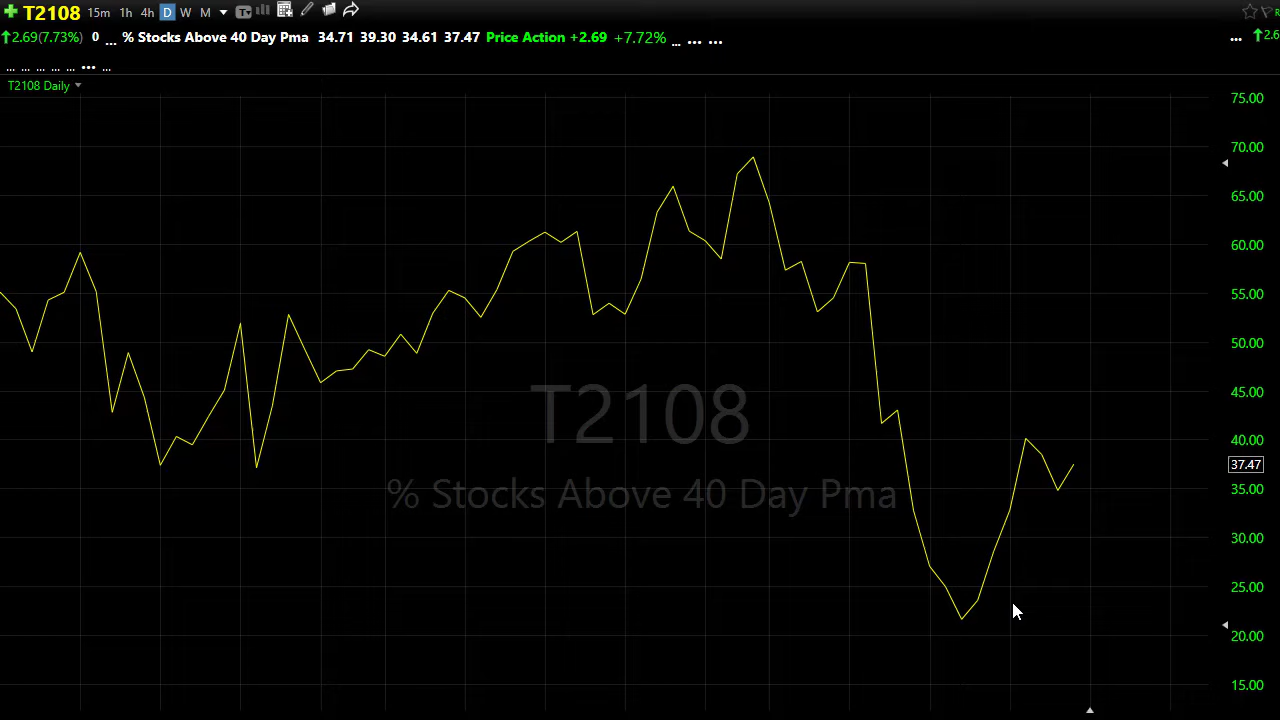 T2108 15m 1h 4h D W M T
2.69(7.73%) 0 ... % Stocks Above 40 Day Pma 34.71 39.30 34.61 37.47 Price Action +2.69 +7.72% ... ... ... ... 2.6
... ... ... ... ... ... ...
T2108 Daily
75.00
70.00
65.00
60.00
55.00
50.00
45.00
T2108
40.00
37.47
% Stocks Above 40 Day Pma
35.00
30.00
25.00
20.00
15.00